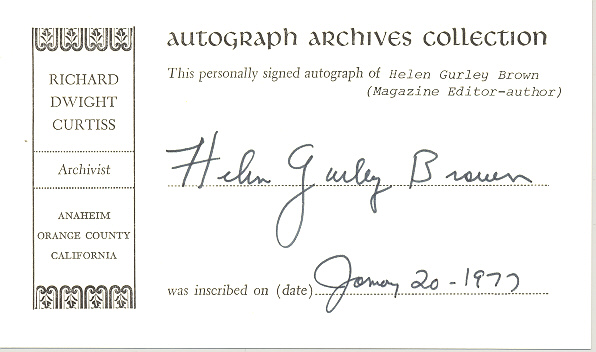 AUTOGRAPH ARCHIVES COLLECTION
RICHARD
DWIGHT
CURTISS
Archivist
ANAHEIM
ORANGE COUNTY
CALIFORNIA
This personally signed autograph of Helen Gurley Brown
(Magazine Editor-author)
Helen Gurley Brown
was inscribed on (date) January 20 - 1977